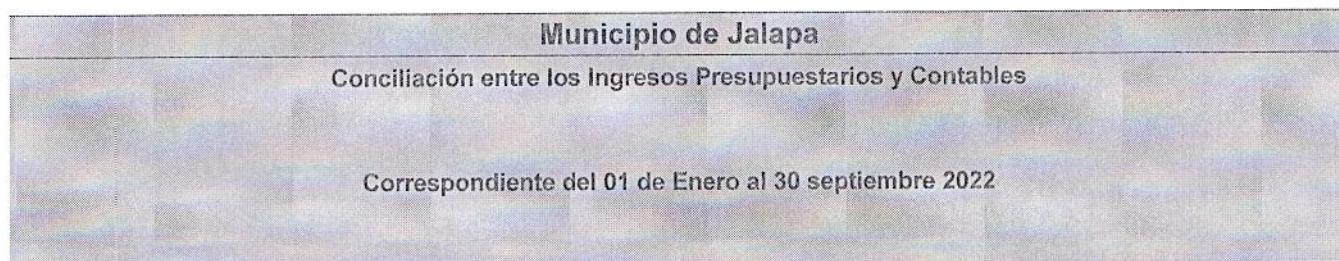 Municipio de Jalapa
Conciliación entre los Ingresos Presupuestarios y Contables
Correspondiente del 01 de Enero al 30 septiembre 2022